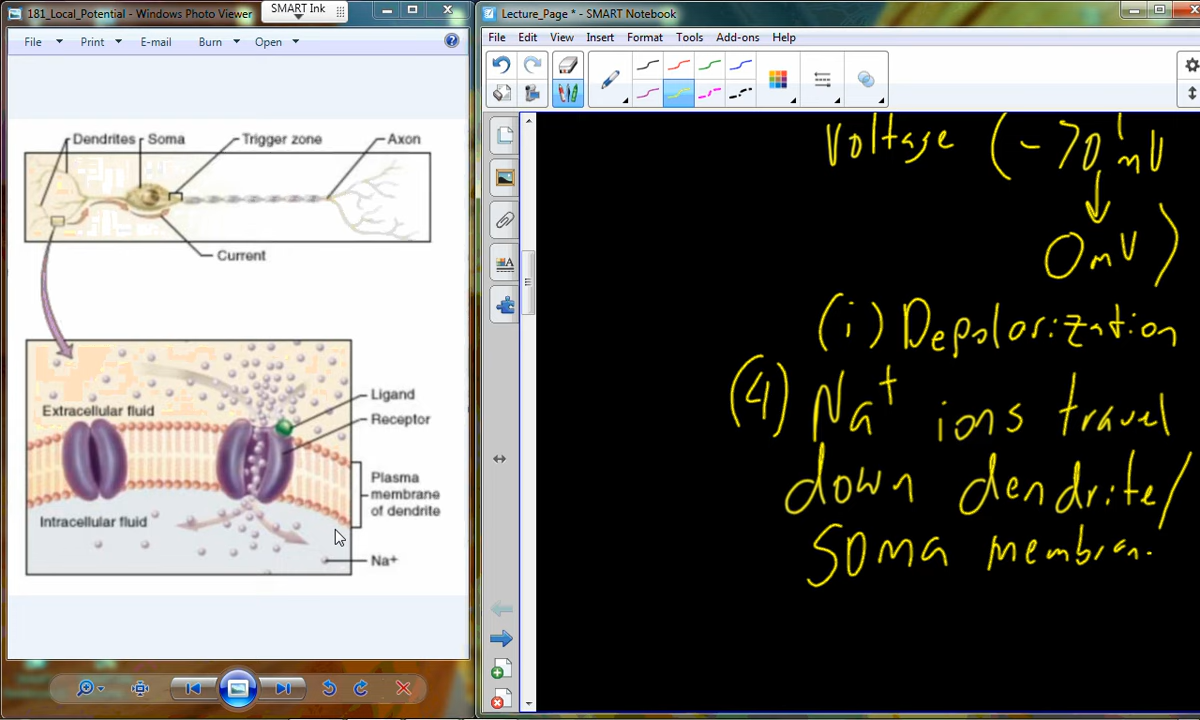 181_Local_Potential - Windows Photo Viewer
SMART Ink
File Print E-mail Burn Open
Dendrites Soma Trigger zone Axon
Current
Extracellular fluid
Ligand
Receptor
Plasma
membrane
of dendrite
Intracellular fluid
Na+
Lecture_Page * - SMART Notebook
File Edit View Insert Format Tools Add-ons Help
Voltage (-70 mV
0mV)
(i) Depolarization
(4) Na+ ions travel
down dendrite/
soma membran